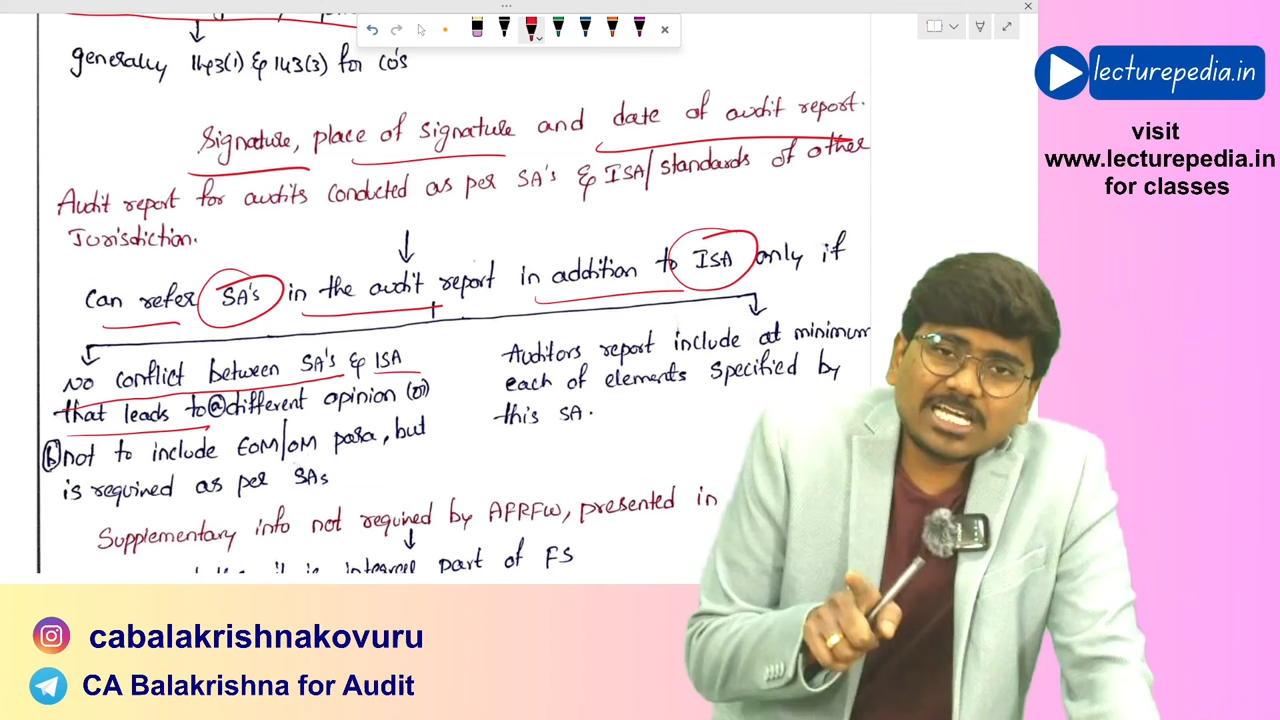 generally 143(1) & 143(3) for co's
Signature, place of signature and date of audit report.
Audit report for audits conducted as per SA's & ISA/standards of other
Jurisdiction.
can refer SA's in the audit report in addition to ISA only if
No conflict between SA's & ISA
that leads to ⓐ different opinion (or)
ⓑ not to include EOM/OM para, but
is required as per SAs
Auditors report include at minimum
each of elements specified by
this SA.
Supplementary info not required by AFRFW, presented in
it is integral part of FS
lecturepedia.in
visit
www.lecturepedia.in
for classes
cabalakrishnakovuru
CA Balakrishna for Audit